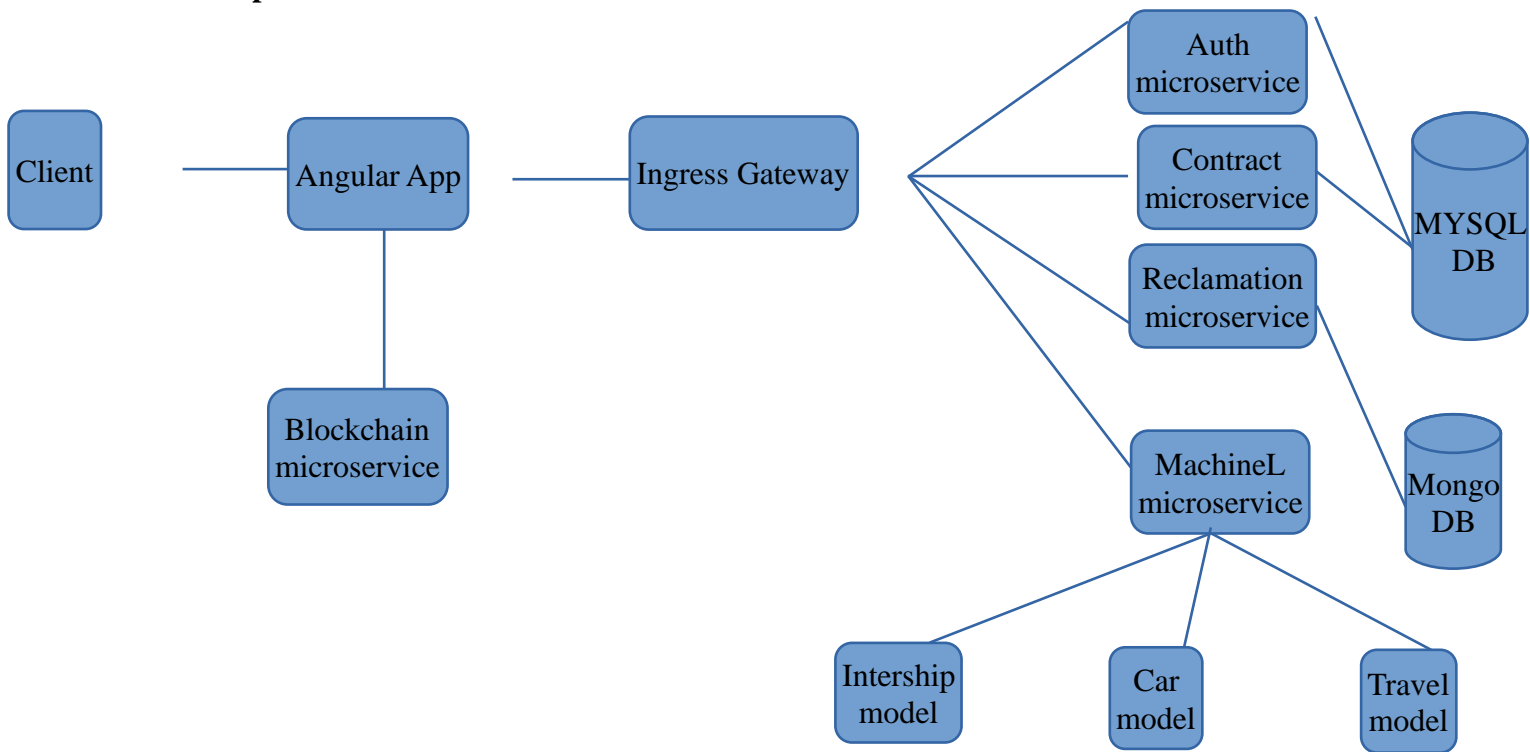 Client
Angular App
Ingress Gateway
Auth
microservice
Contract
microservice
Reclamation
microservice
MYSQL
DB
Blockchain
microservice
MachineL
microservice
Mongo
DB
Intership
model
Car
model
Travel
model